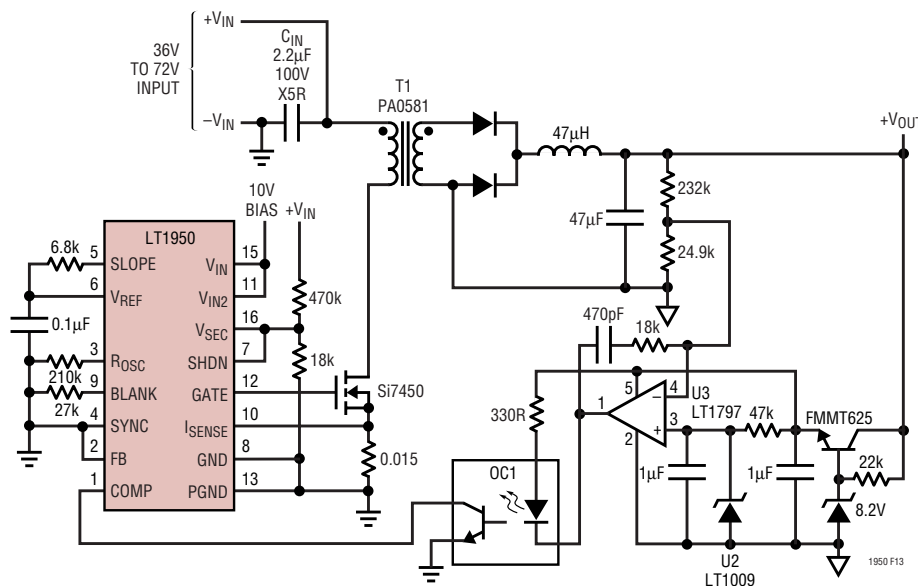 36V
TO 72V
INPUT
+VIN
CIN
2.2µF
100V
X5R
–VIN
T1
PA0581
47µH
+VOUT
232k
47µF
24.9k
10V
BIAS
+VIN
LT1950
6.8k
5
SLOPE
VIN
15
6
VREF
VIN2
11
470k
0.1µF
VSEC
16
SHDN
7
18k
3
ROSC
210k
GATE
12
Si7450
9
BLANK
27k
ISENSE
10
4
SYNC
2
FB
GND
8
0.015
1
COMP
PGND
13
470pF
18k
330R
1
5
4
–
U3
LT1797
3
+
2
47k
FMMT625
22k
1µF
1µF
8.2V
OC1
U2
LT1009
1950 F13